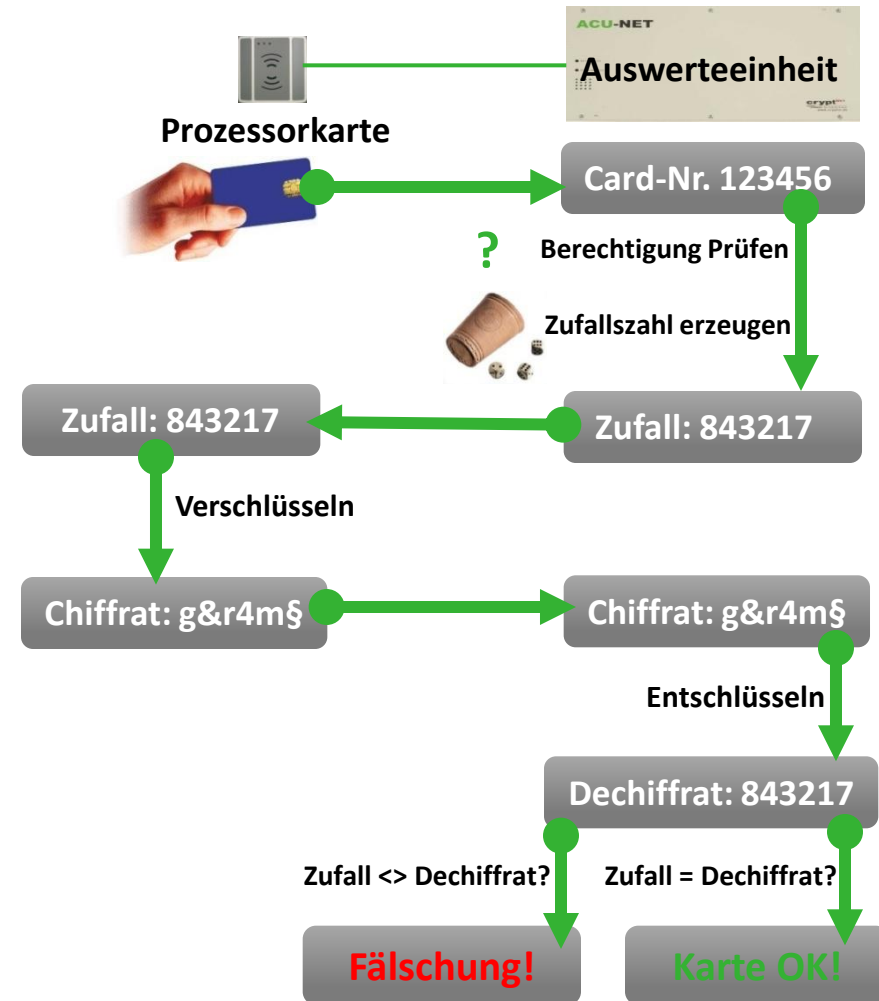 ACU-NET
Auswerteeinheit
Prozessorkarte
Card-Nr. 123456
?
Berechtigung Prüfen
Zufallszahl erzeugen
Zufall: 843217
Zufall: 843217
Verschlüsseln
Chiffrat: g&r4m§
Chiffrat: g&r4m§
Entschlüsseln
Dechiffrat: 843217
Zufall <> Dechiffrat?
Zufall = Dechiffrat?
Fälschung!
Karte OK!